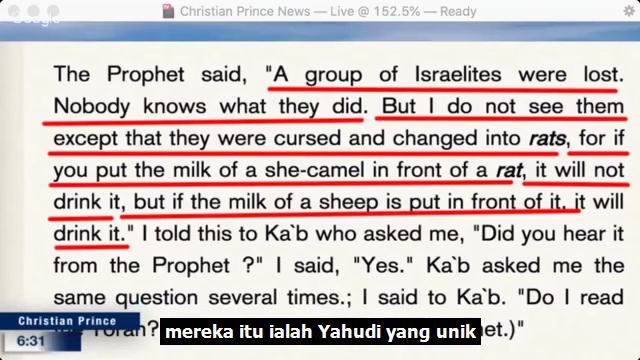 Christian Prince News — Live @ 152.5% — Ready
Google
The Prophet said, "A group of Israelites were lost.
Nobody knows what they did. But I do not see them
except that they were cursed and changed into rats, for if
you put the milk of a she-camel in front of a rat, it will not
drink it, but if the milk of a sheep is put in front of it, it will
drink it." I told this to Ka`b who asked me, "Did you hear it
from the Prophet ?" I said, "Yes." Ka`b asked me the
same question several times.; I said to Ka`b. "Do I read
Christian Prince
6:31 Torah? mereka itu ialah Yahudi yang unik et.)"